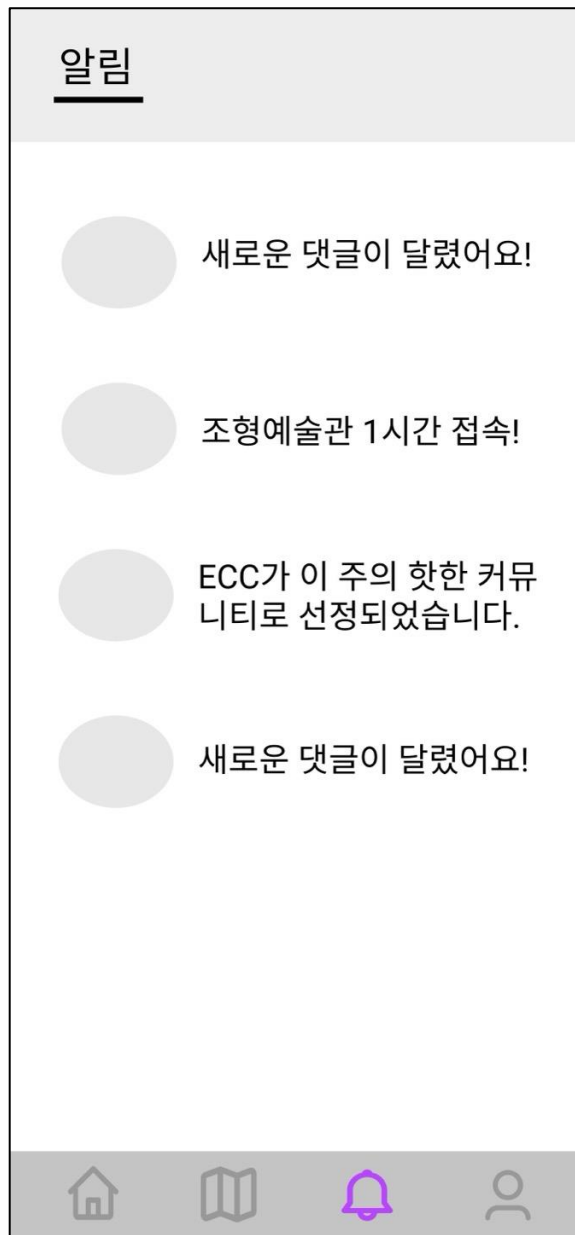 알림
새로운 댓글이 달렸어요!
조형예술관 1시간 접속!
ECC가 이 주의 핫한 커뮤
니티로 선정되었습니다.
새로운 댓글이 달렸어요!